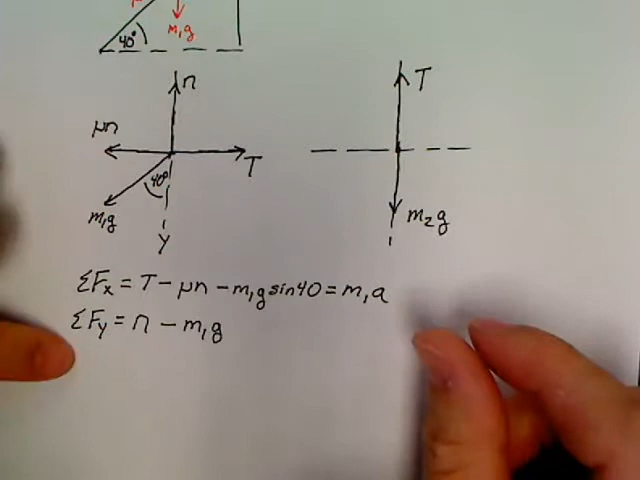 m₁g
40°
n
T
μn
T
40°
m₁g
m₂g
y
ΣFx = T - μn - m₁g sin40 = m₁a
ΣFy = n - m₁g